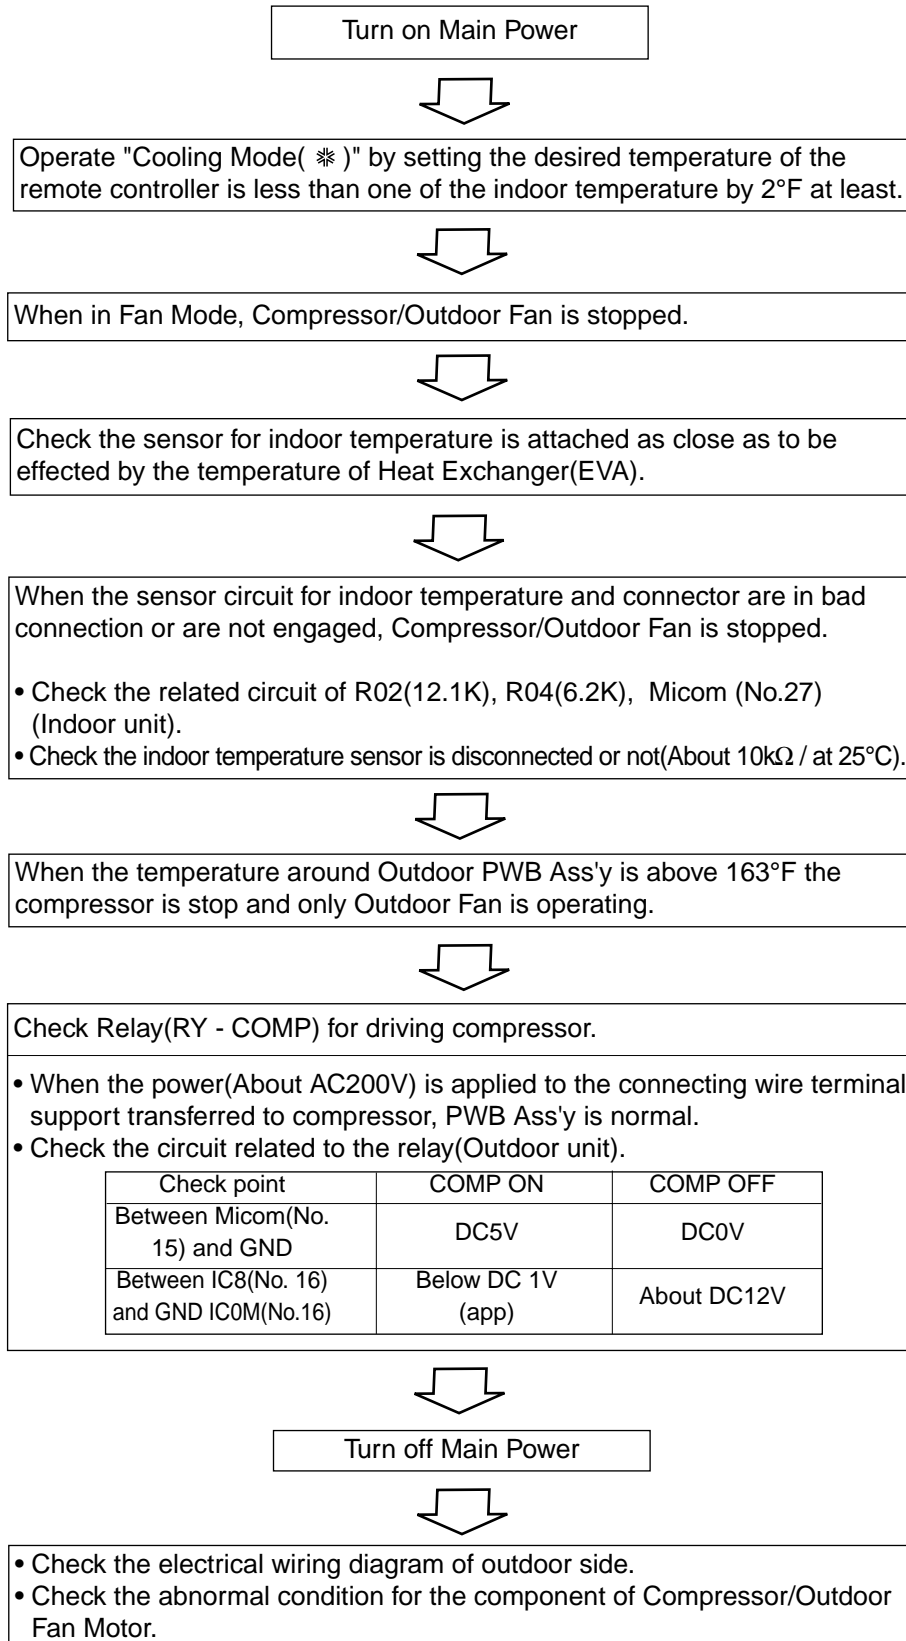 Turn on Main Power
Operate "Cooling Mode( ❋ )" by setting the desired temperature of the
remote controller is less than one of the indoor temperature by 2°F at least.
When in Fan Mode, Compressor/Outdoor Fan is stopped.
Check the sensor for indoor temperature is attached as close as to be
effected by the temperature of Heat Exchanger(EVA).
When the sensor circuit for indoor temperature and connector are in bad
connection or are not engaged, Compressor/Outdoor Fan is stopped.
• Check the related circuit of R02(12.1K), R04(6.2K), Micom (No.27)
(Indoor unit).
• Check the indoor temperature sensor is disconnected or not(About 10kΩ / at 25°C).
When the temperature around Outdoor PWB Ass'y is above 163°F the
compressor is stop and only Outdoor Fan is operating.
Check Relay(RY - COMP) for driving compressor.
• When the power(About AC200V) is applied to the connecting wire terminal
support transferred to compressor, PWB Ass'y is normal.
• Check the circuit related to the relay(Outdoor unit).
Check point COMP ON COMP OFF
Between Micom(No.
15) and GND DC5V DC0V
Between IC8(No. 16) Below DC 1V
and GND IC0M(No.16) (app) About DC12V
Turn off Main Power
• Check the electrical wiring diagram of outdoor side.
• Check the abnormal condition for the component of Compressor/Outdoor
Fan Motor.